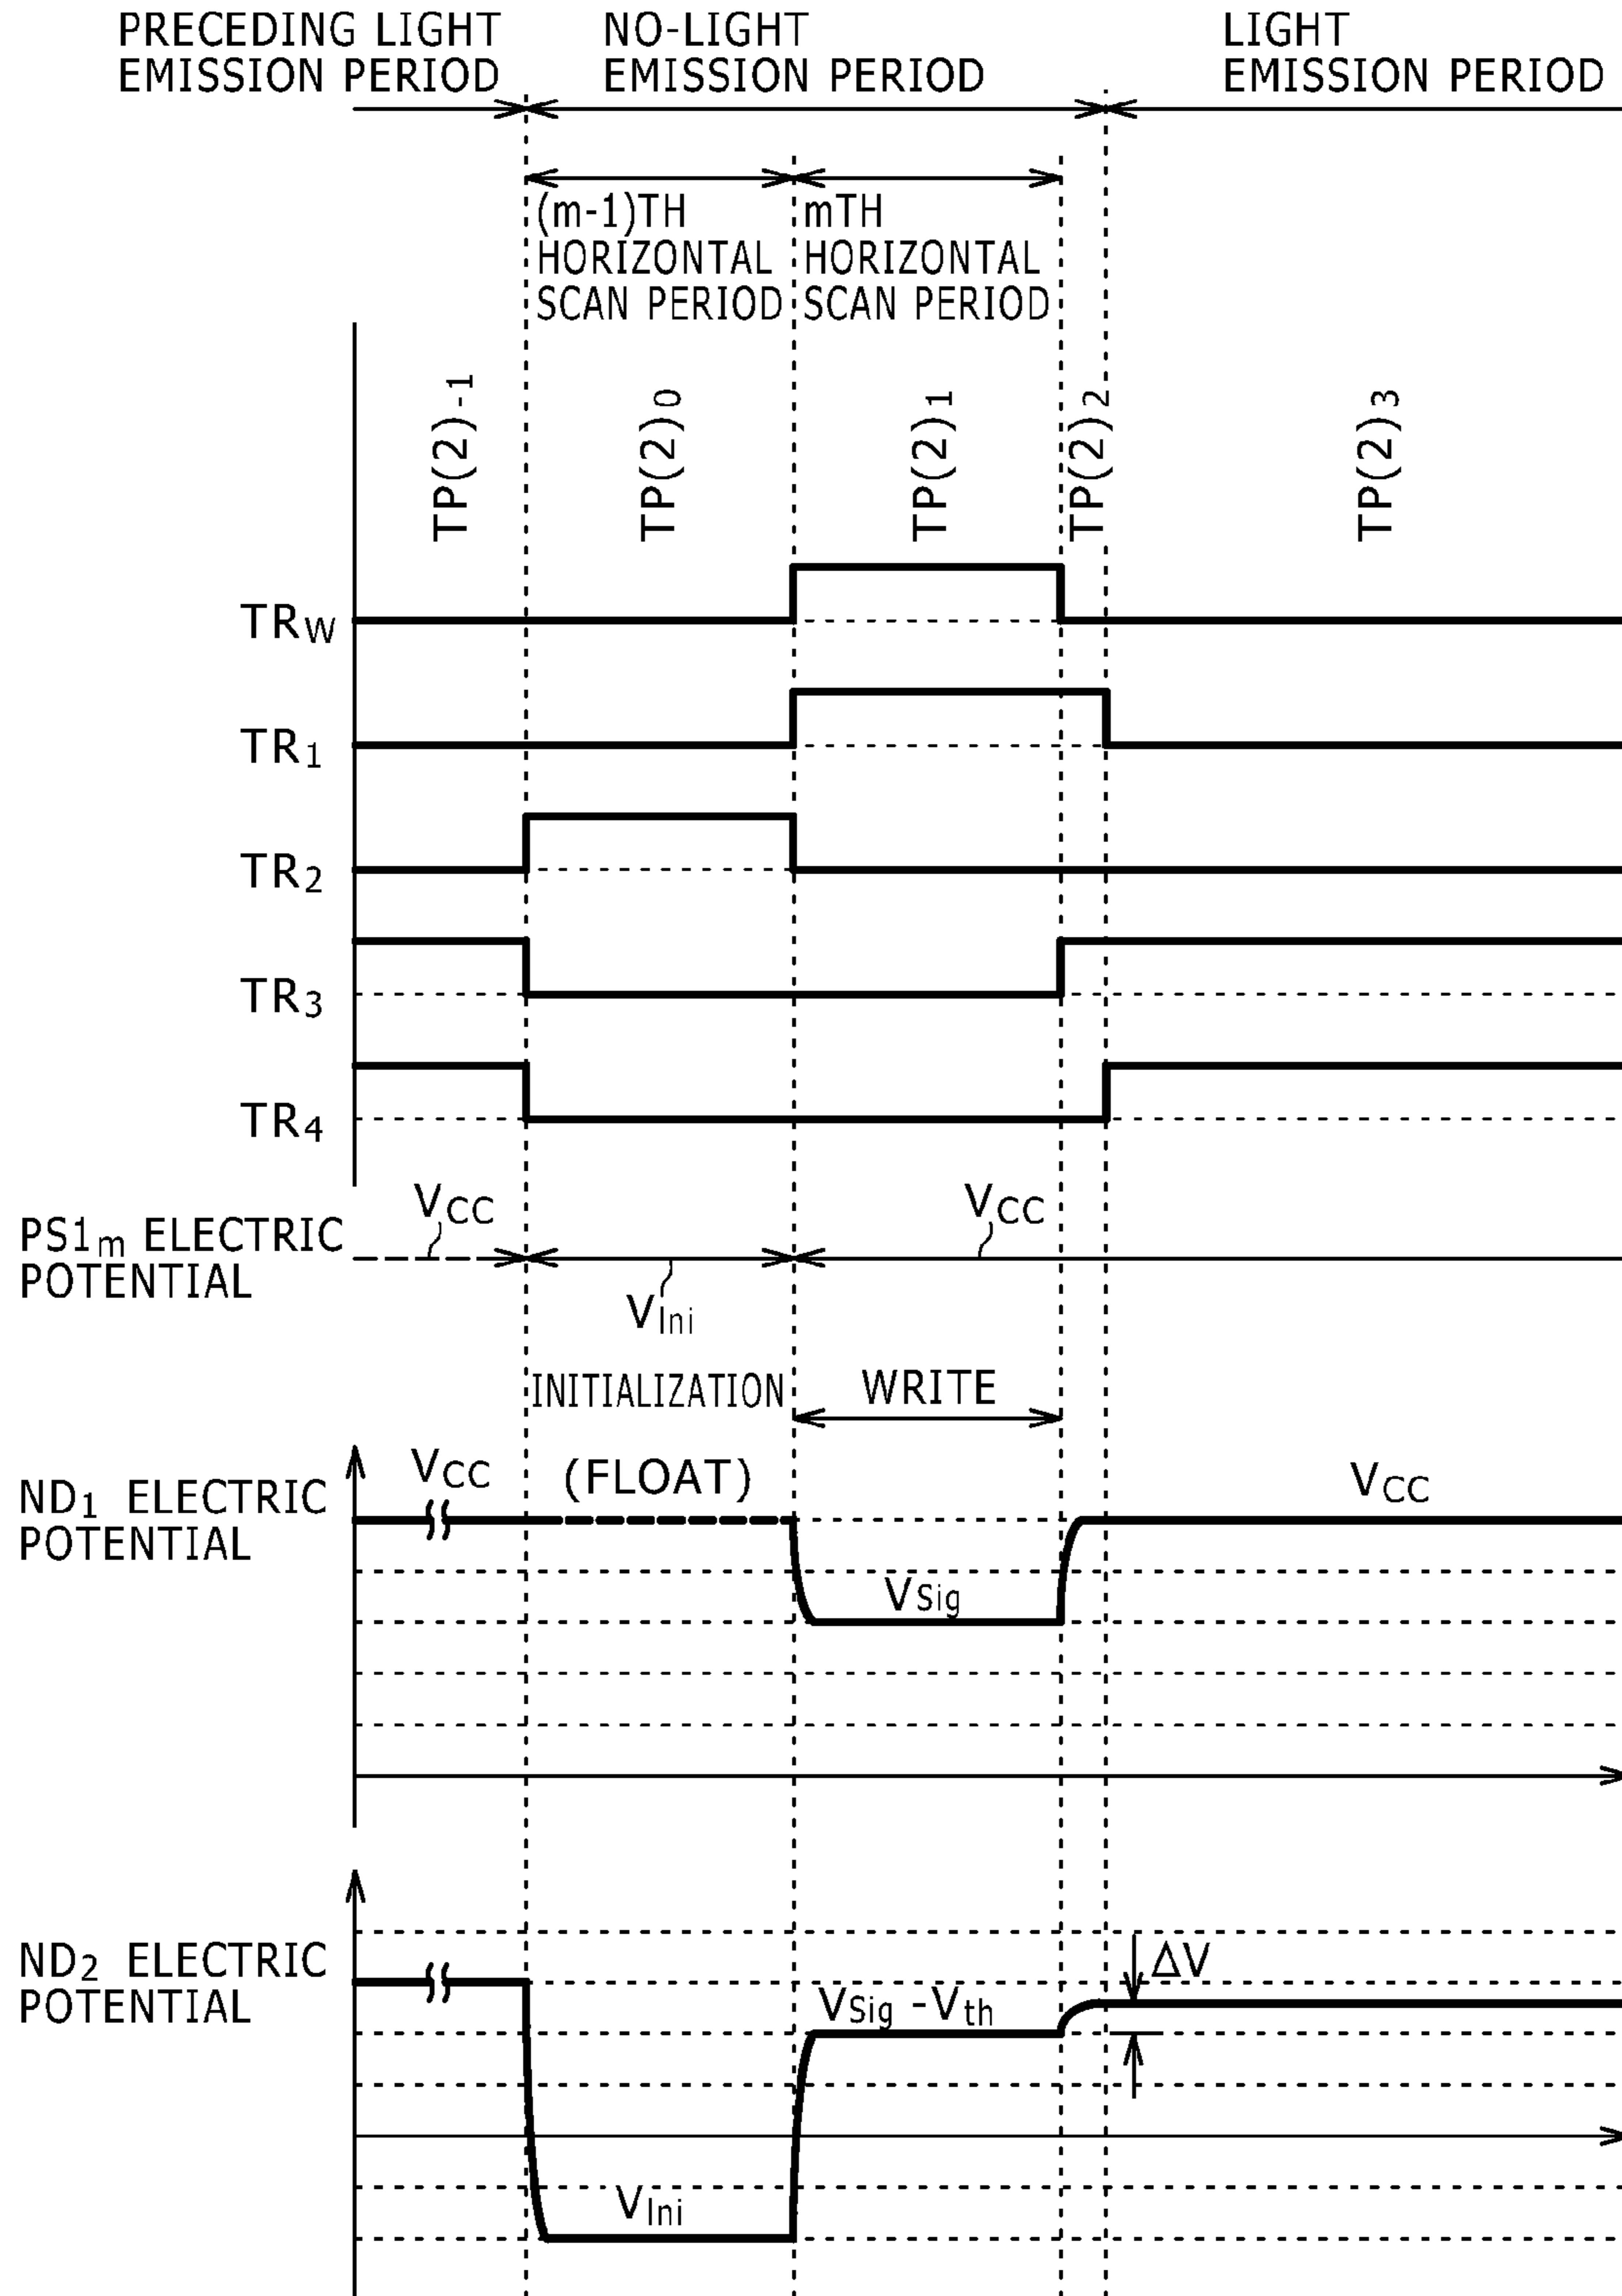 PRECEDING LIGHT
EMISSION PERIOD
NO-LIGHT
EMISSION PERIOD
LIGHT
EMISSION PERIOD
(m-1)TH
HORIZONTAL
SCAN PERIOD
mTH
HORIZONTAL
SCAN PERIOD
TP(2)-1
TP(2)0
TP(2)1
TP(2)2
TP(2)3
TRW
TR1
TR2
TR3
TR4
PS1m ELECTRIC
POTENTIAL
VCC
VIni
VCC
INITIALIZATION
WRITE
ND1 ELECTRIC
POTENTIAL
VCC
(FLOAT)
VSig
VCC
ND2 ELECTRIC
POTENTIAL
VIni
VSig -Vth
ΔV